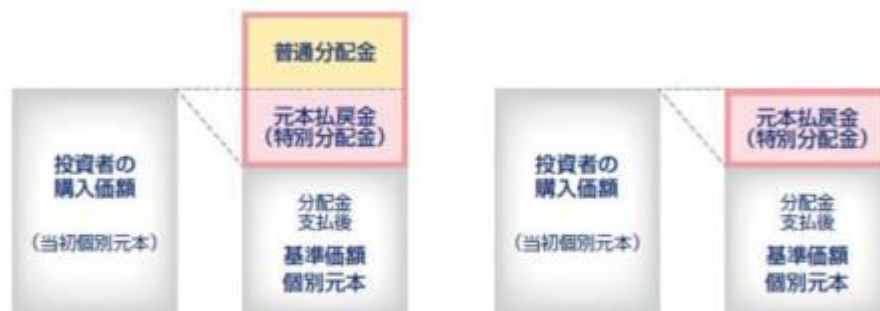 普通分配金
元本払戻金
(特別分配金)
投資者の
購入価額
(当初個別元本)
分配金
支払後
基準価額
個別元本
元本払戻金
(特別分配金)
投資者の
購入価額
(当初個別元本)
分配金
支払後
基準価額
個別元本